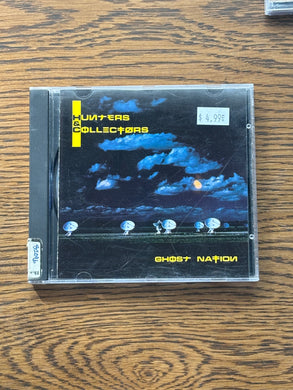 HUNTERS
& COLLECTORS
$4.99
GHOST NATION